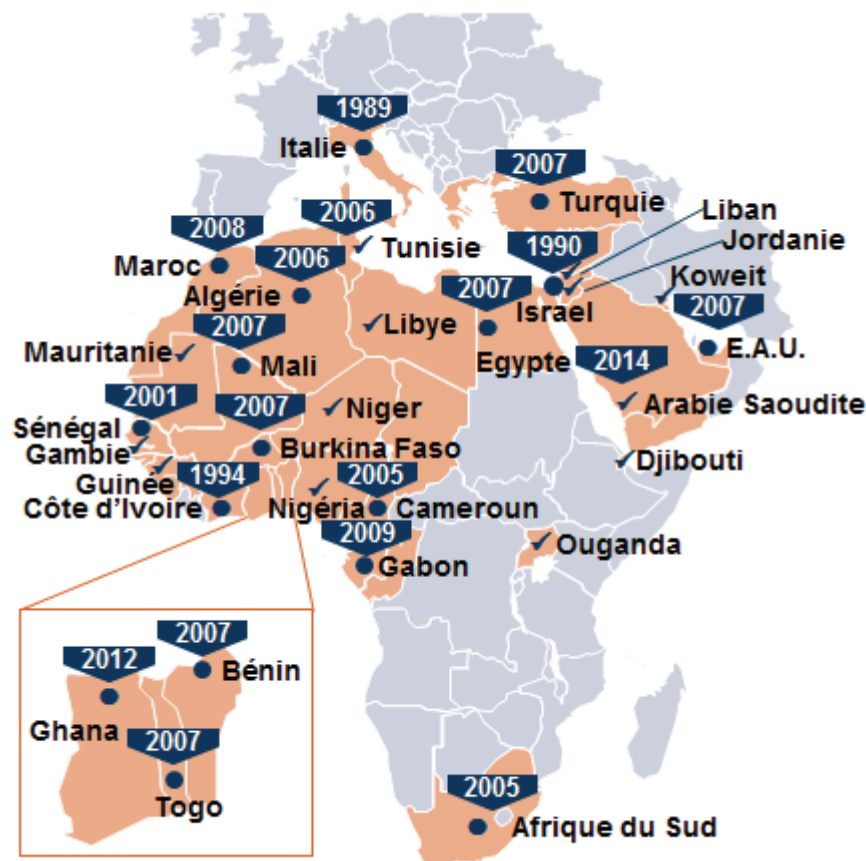 1989
Italie
2007
Turquie
Liban
2006
Tunisie
2008
Maroc
1990
Israel
Jordanie
2006
Algérie
Koweit
2007
Egypte
2007
E.A.U.
Libye
2007
Mali
Mauritanie
2014
Arabie Saoudite
2001
Sénégal
Niger
2007
Burkina Faso
Gambie
Djibouti
Guinée
1994
Côte d'Ivoire
Nigéria
2005
Cameroun
2009
Gabon
Ouganda
2007
Bénin
2012
Ghana
2007
Togo
2005
Afrique du Sud